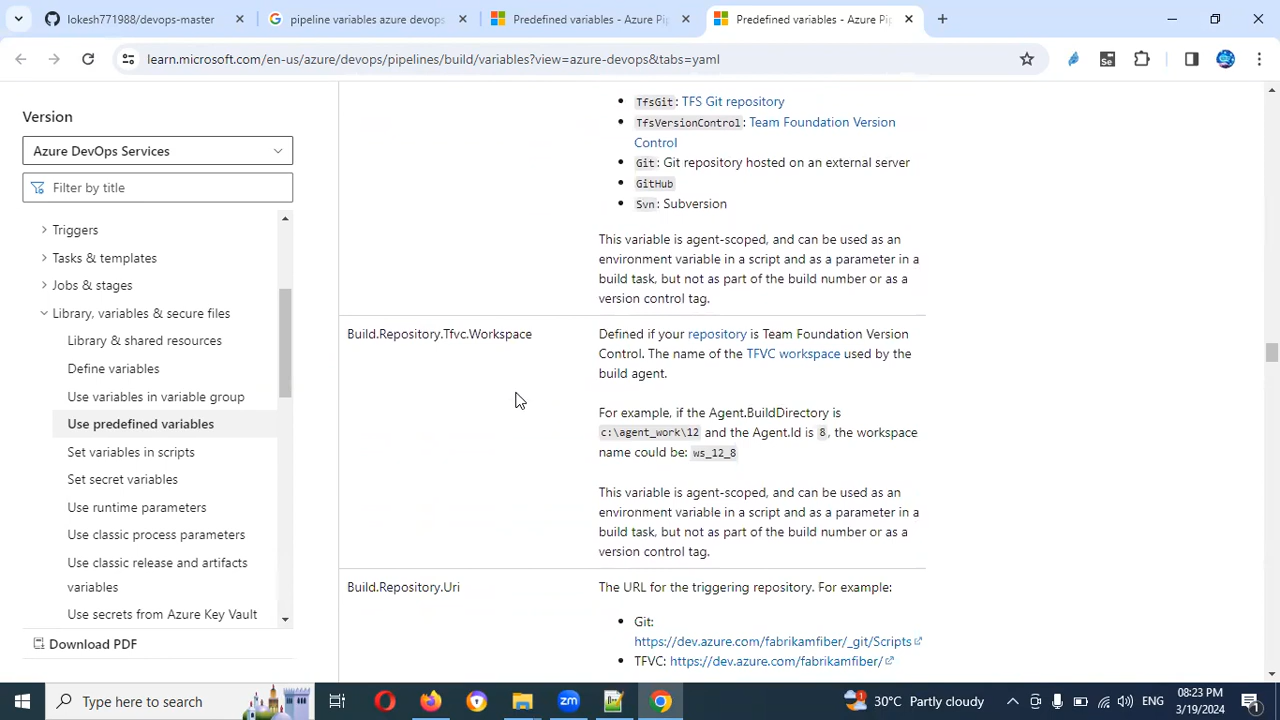 lokesh771988/devops-master
pipeline variables azure devops
Predefined variables - Azure Pip
Predefined variables - Azure Pip
learn.microsoft.com/en-us/azure/devops/pipelines/build/variables?view=azure-devops&tabs=yaml
Version
Azure DevOps Services
Filter by title
Triggers
Tasks & templates
Jobs & stages
Library, variables & secure files
Library & shared resources
Define variables
Use variables in variable group
Use predefined variables
Set variables in scripts
Set secret variables
Use runtime parameters
Use classic process parameters
Use classic release and artifacts
variables
Use secrets from Azure Key Vault
Download PDF
TfsGit: TFS Git repository
TfsVersionControl: Team Foundation Version
Control
Git: Git repository hosted on an external server
GitHub
Svn: Subversion
This variable is agent-scoped, and can be used as an
environment variable in a script and as a parameter in a
build task, but not as part of the build number or as a
version control tag.
Build.Repository.Tfvc.Workspace
Defined if your repository is Team Foundation Version
Control. The name of the TFVC workspace used by the
build agent.
For example, if the Agent.BuildDirectory is
c:\agent_work\12 and the Agent.Id is 8, the workspace
name could be: ws_12_8
This variable is agent-scoped, and can be used as an
environment variable in a script and as a parameter in a
build task, but not as part of the build number or as a
version control tag.
Build.Repository.Uri
The URL for the triggering repository. For example:
Git:
https://dev.azure.com/fabrikamfiber/_git/Scripts
TFVC: https://dev.azure.com/fabrikamfiber/
Type here to search
30°C Partly cloudy
ENG
08:23 PM
3/19/2024